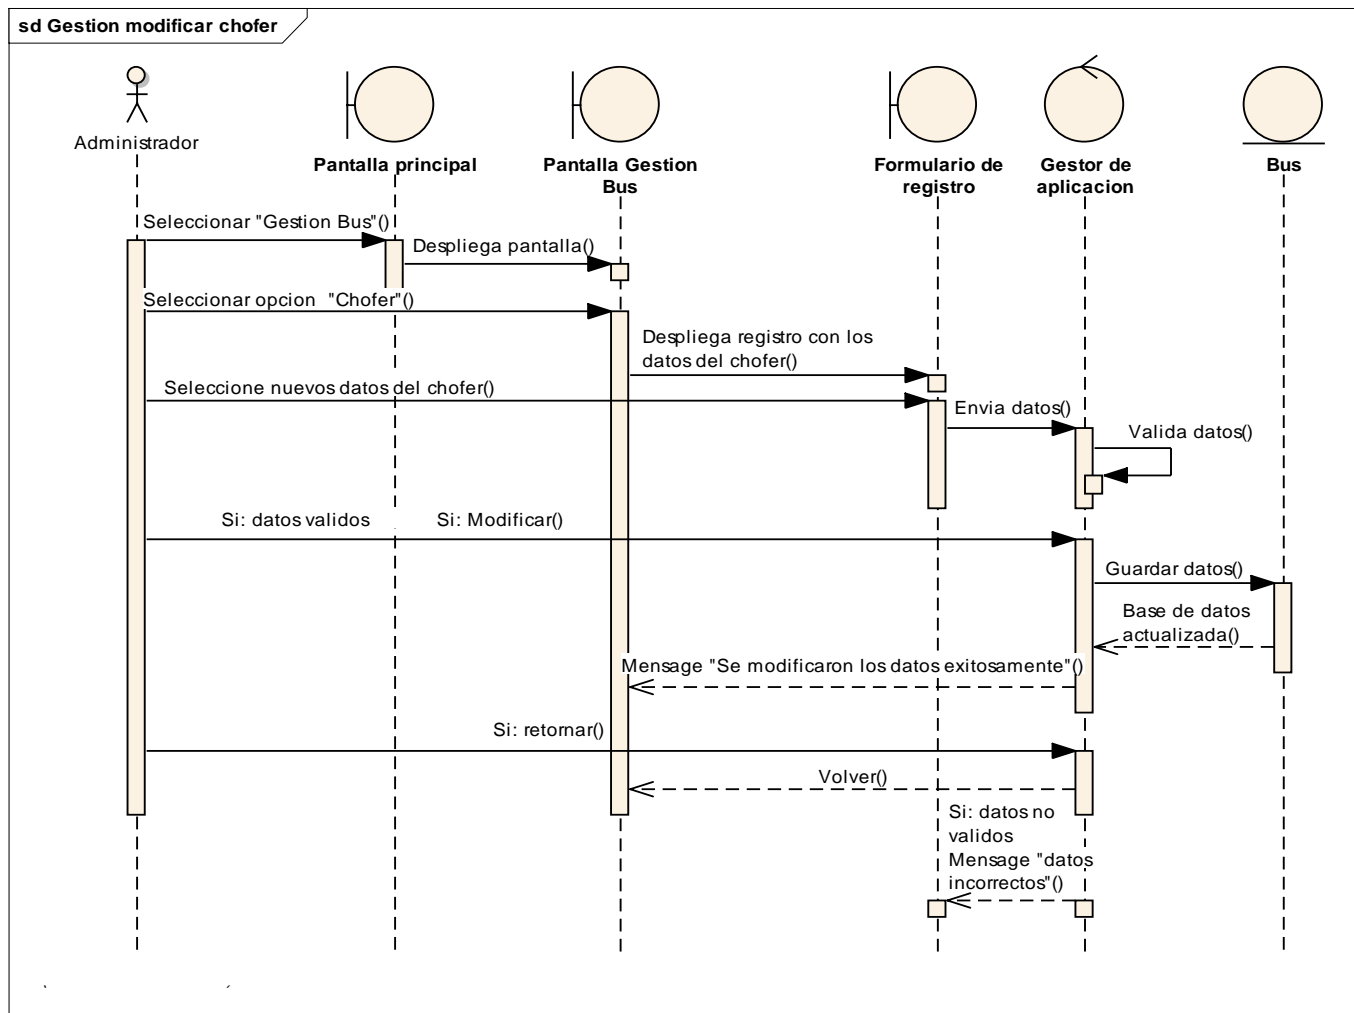 sd Gestion modificar chofer
Administrador
Pantalla principal
Pantalla Gestion
Bus
Formulario de
registro
Gestor de
aplicacion
Bus
Seleccionar "Gestion Bus"()
Despliega pantalla()
Seleccionar opcion "Chofer"()
Despliega registro con los
datos del chofer()
Seleccione nuevos datos del chofer()
Envia datos()
Valida datos()
Si: datos validos
Si: Modificar()
Guardar datos()
Base de datos
actualizada()
Mensage "Se modificaron los datos exitosamente"()
Si: retornar()
Volver()
Si: datos no
validos
Mensage "datos
incorrectos"()